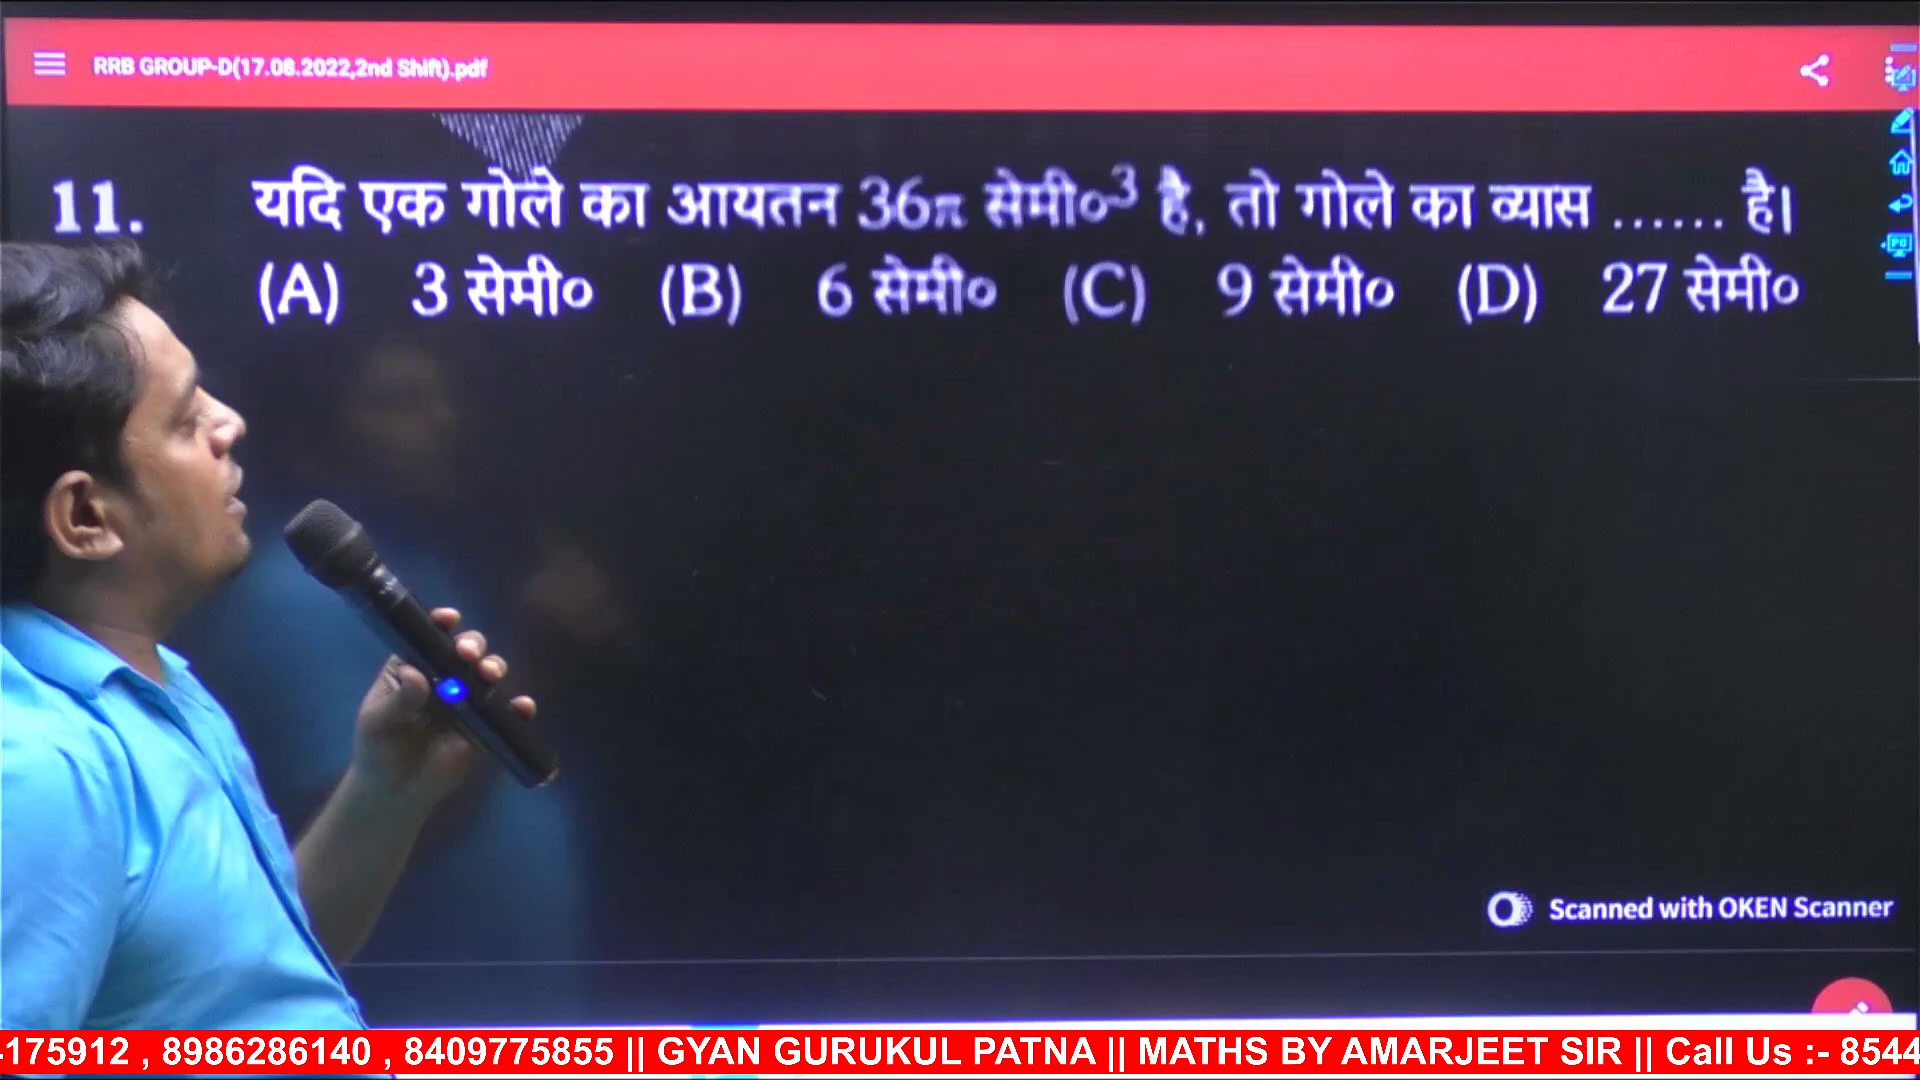 RRB GROUP-D(17.08.2022,2nd Shift).pdf
11. यदि एक गोले का आयतन 36π सेमी०³ है, तो गोले का व्यास ...... है।
(A) 3 सेमी० (B) 6 सेमी० (C) 9 सेमी० (D) 27 सेमी०
Scanned with OKEN Scanner
175912 , 8986286140 , 8409775855 || GYAN GURUKUL PATNA || MATHS BY AMARJEET SIR || Call Us :- 8544